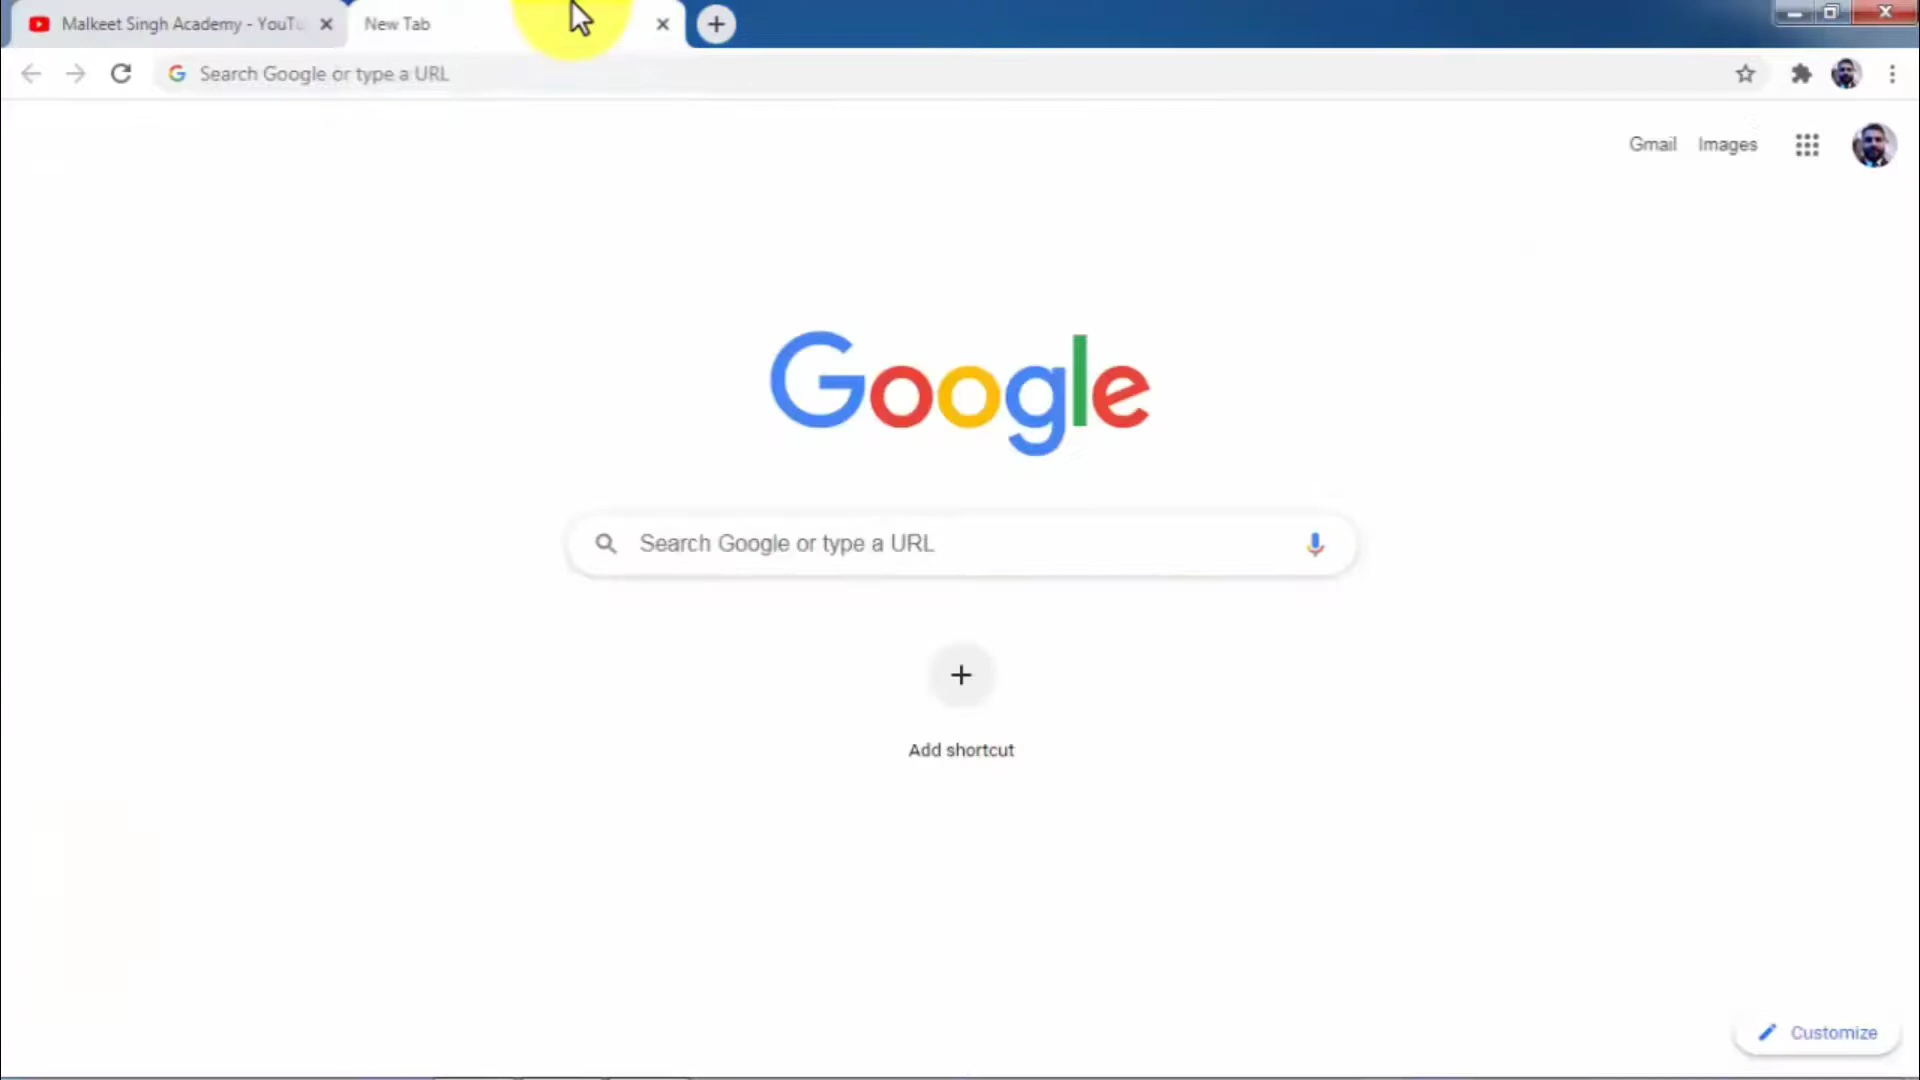 Malkeet Singh Academy - YouTu
New Tab
Search Google or type a URL
Gmail Images
Google
Search Google or type a URL
Add shortcut
Customize